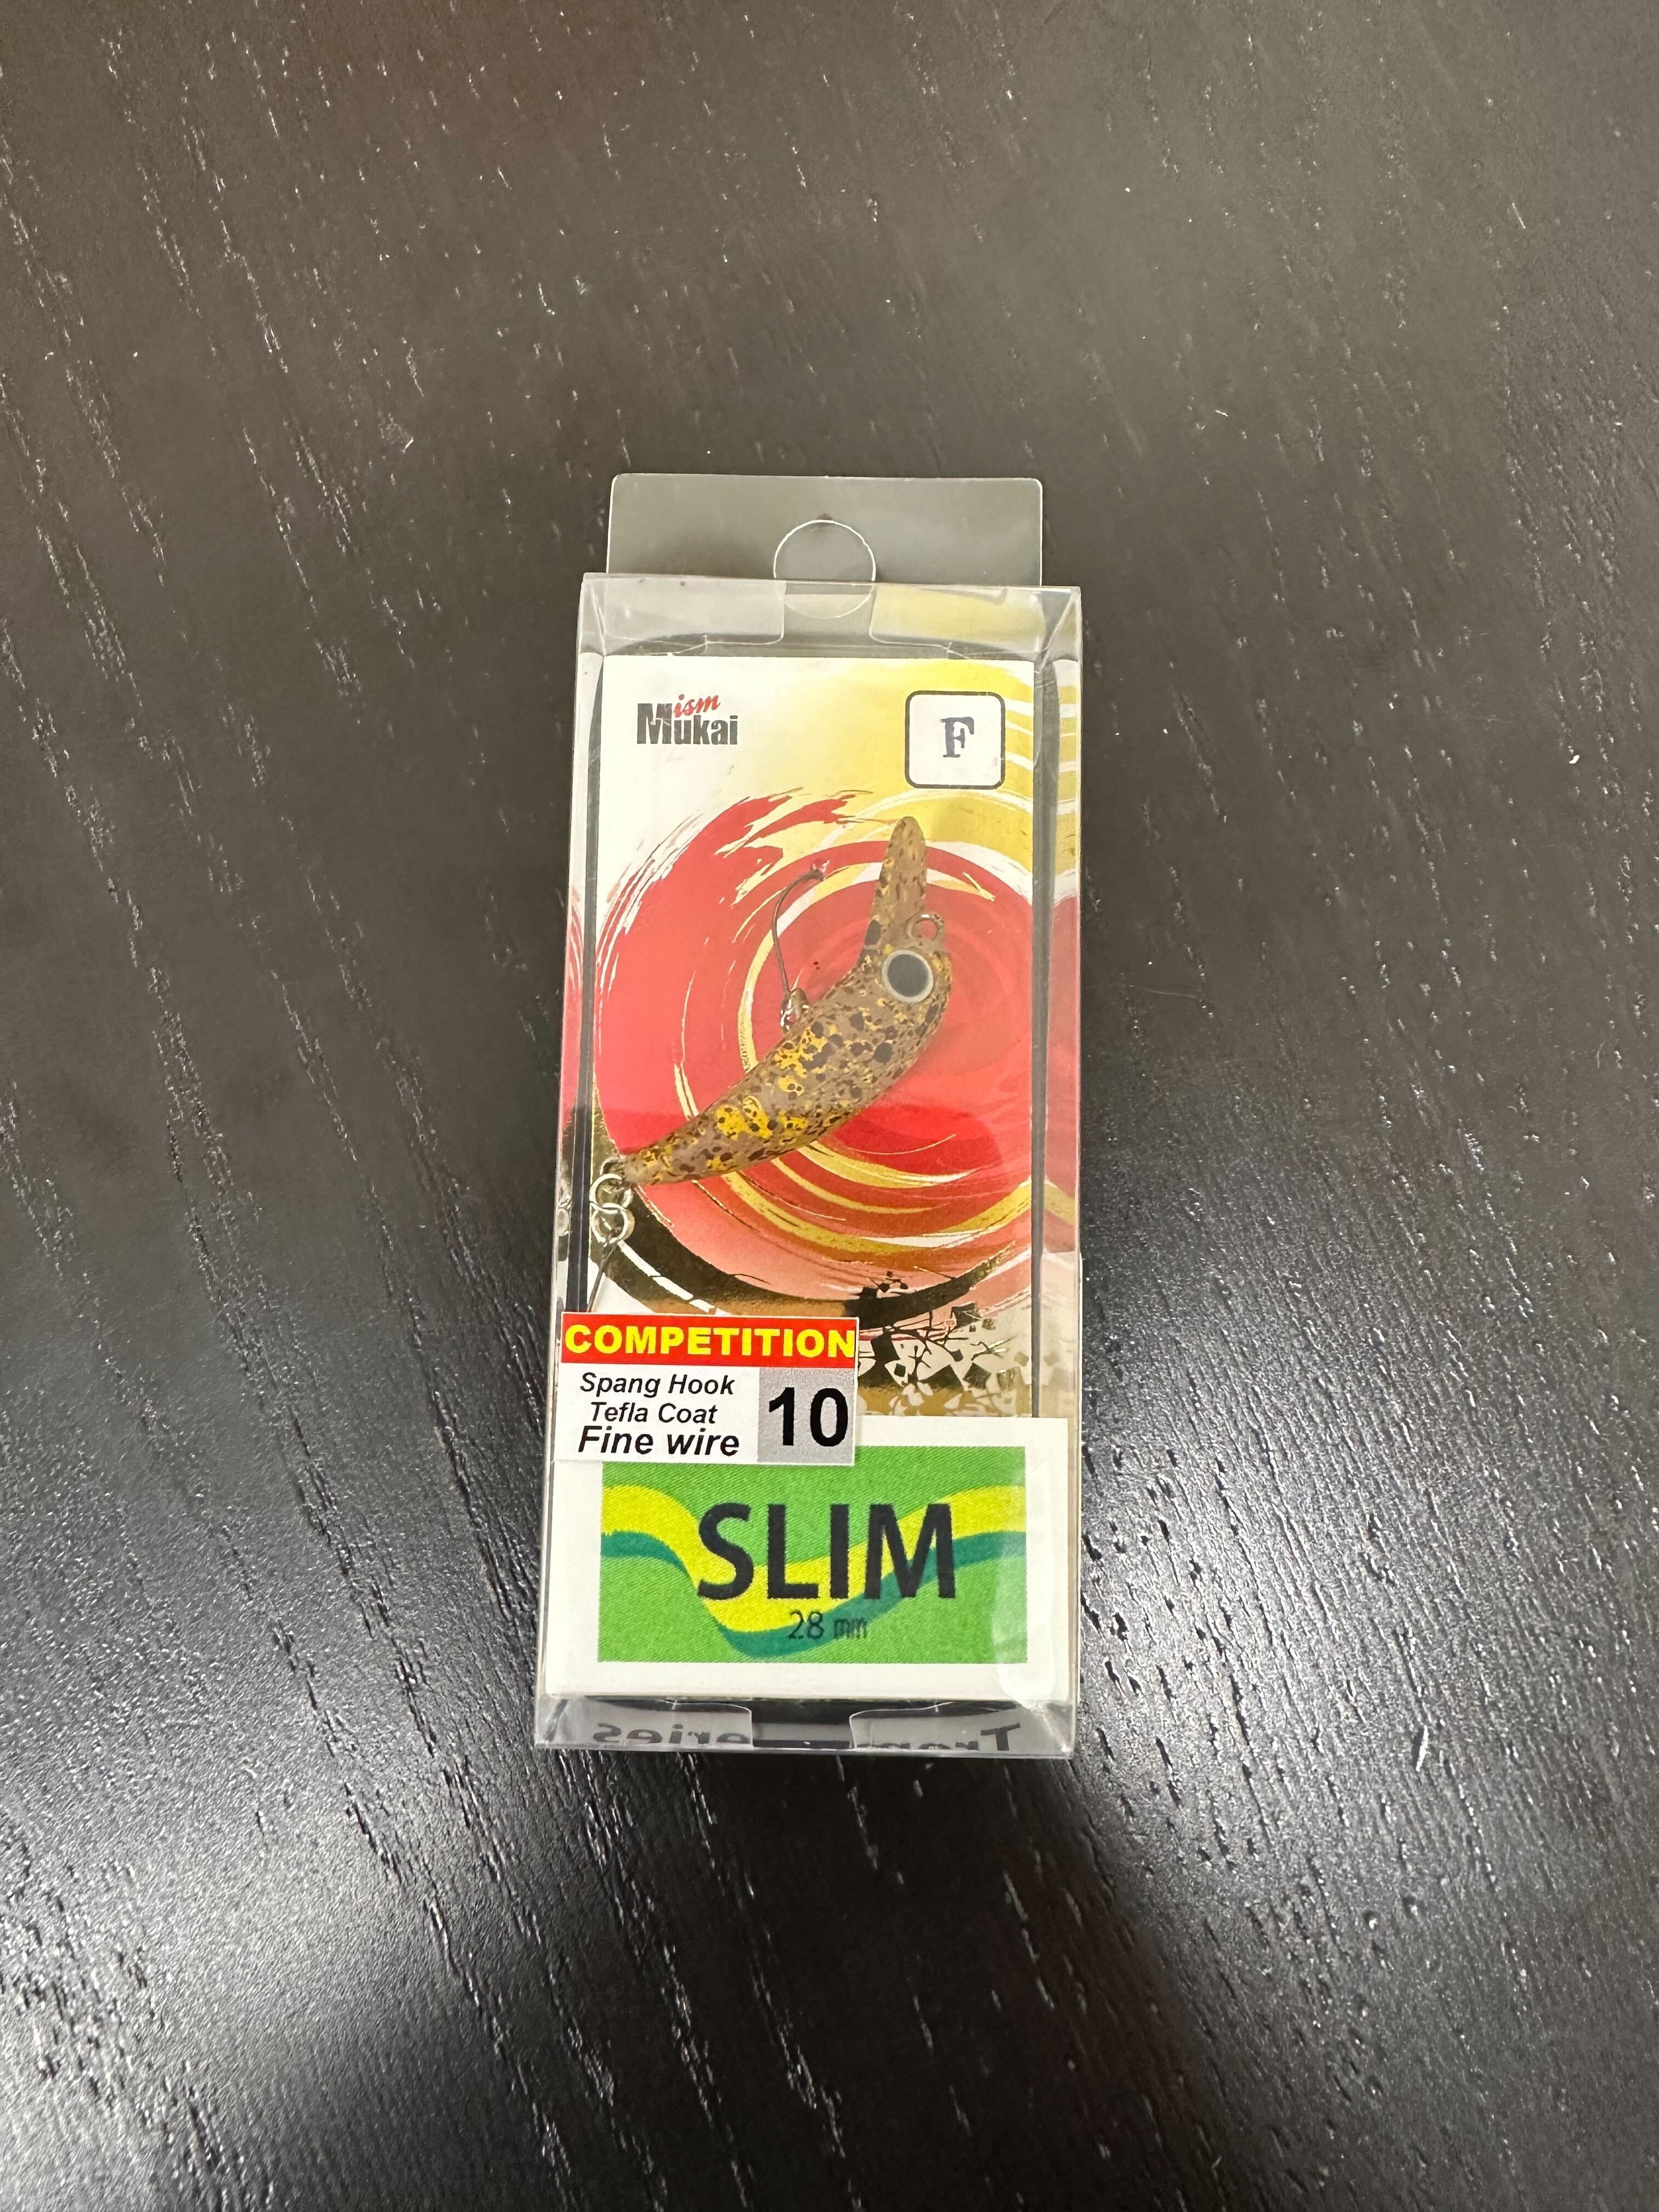 ism
Mukai
F
COMPETITION
Spang Hook
Tefla Coat
Fine wire
10
SLIM
28 mm